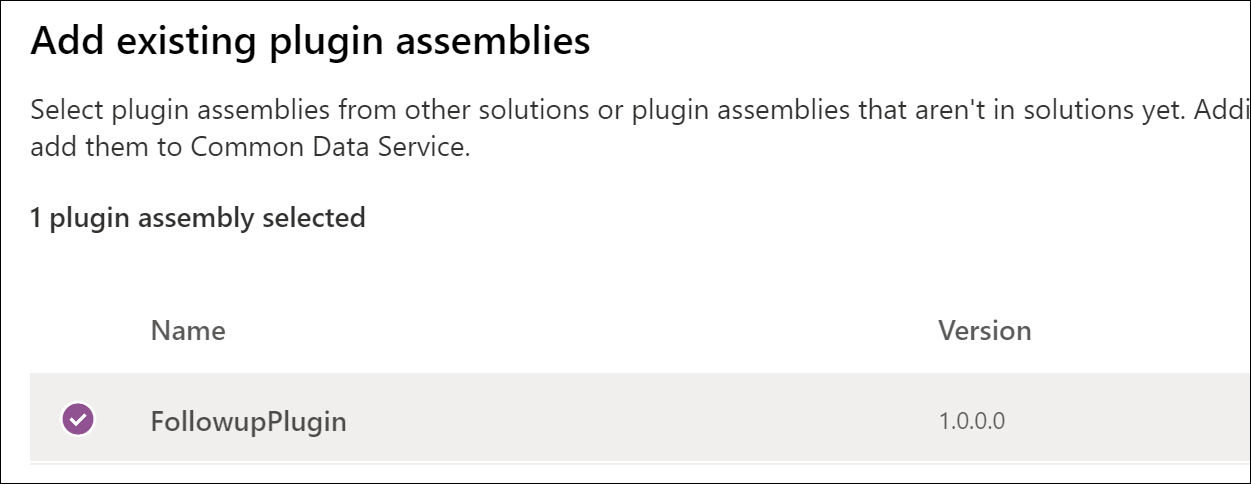 Add existing plugin assemblies
Select plugin assemblies from other solutions or plugin assemblies that aren't in solutions yet. Addi
add them to Common Data Service.
1 plugin assembly selected
Name Version
FollowupPlugin 1.0.0.0